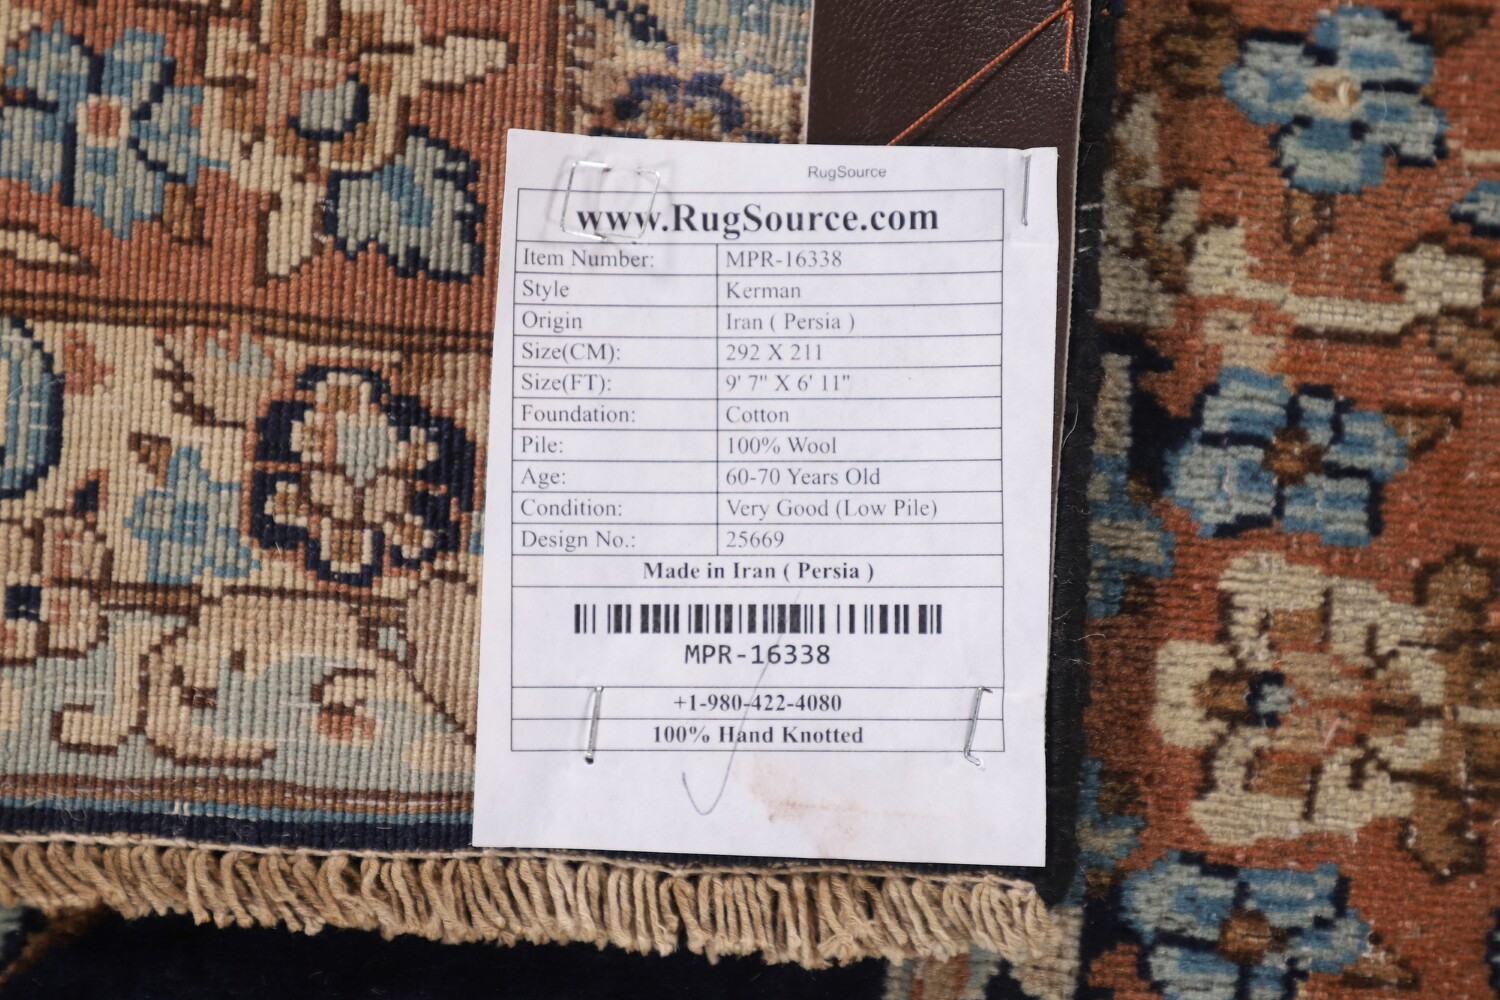 RugSource
www.RugSource.com
Item Number: MPR-16338
Style Kerman
Origin Iran ( Persia )
Size(CM): 292 X 211
Size(FT): 9' 7" X 6' 11"
Foundation: Cotton
Pile: 100% Wool
Age: 60-70 Years Old
Condition: Very Good (Low Pile)
Design No.: 25669
Made in Iran ( Persia )
MPR-16338
+1-980-422-4080
100% Hand Knotted